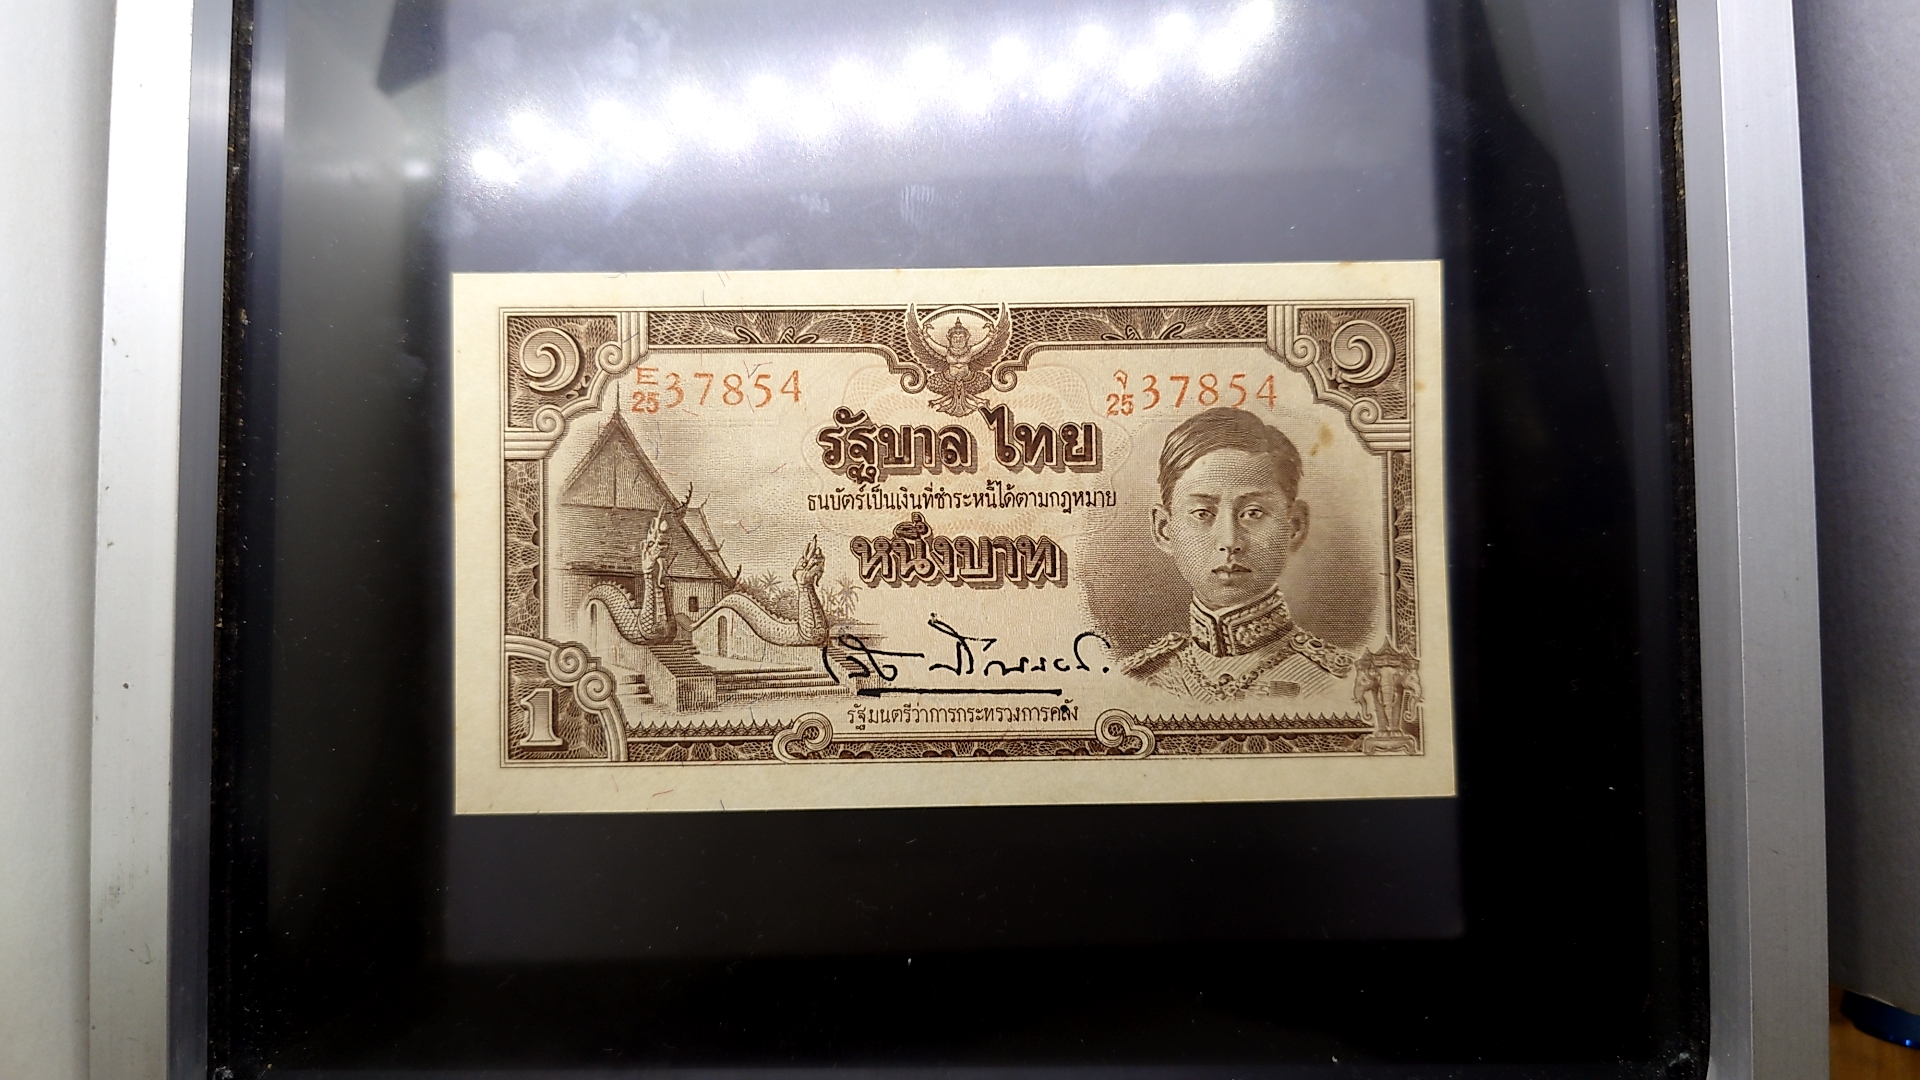 ๑ ๑
E/25 37854 จ/25 37854
รัฐบาล ไทย
ธนบัตร์เป็นเงินที่ชำระหนี้ได้ตามกฎหมาย
หนึ่งบาท
รัฐมนตรีว่าการกระทรวงการคลัง
1